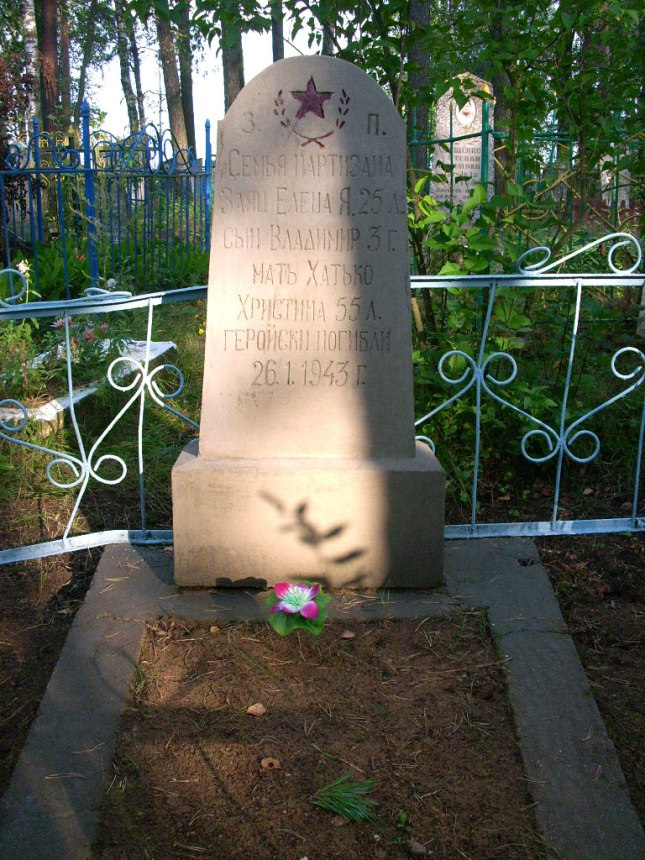 З. П.
Семья партизана
Заяц Елена Я. 25 л.
сын Владимир 3 г.
мать Хатько
Христина 55 л.
геройски погибли
26.1.1943 г.